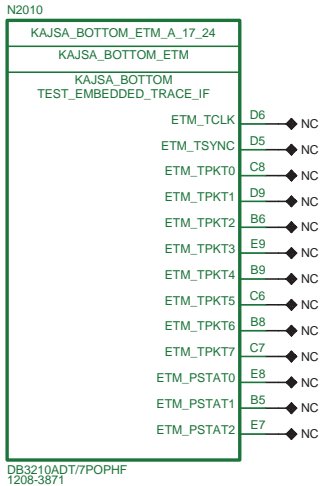 N2010
KAJSA_BOTTOM_ETM_A_17_24
KAJSA_BOTTOM_ETM
KAJSA_BOTTOM
TEST_EMBEDDED_TRACE_IF
ETM_TCLK D6 NC
ETM_TSYNC D5 NC
ETM_TPKT0 C8 NC
ETM_TPKT1 D9 NC
ETM_TPKT2 B6 NC
ETM_TPKT3 E9 NC
ETM_TPKT4 B9 NC
ETM_TPKT5 C6 NC
ETM_TPKT6 B8 NC
ETM_TPKT7 C7 NC
ETM_PSTAT0 E8 NC
ETM_PSTAT1 B5 NC
ETM_PSTAT2 E7 NC
DB3210ADT/7POPHF
1208-3871